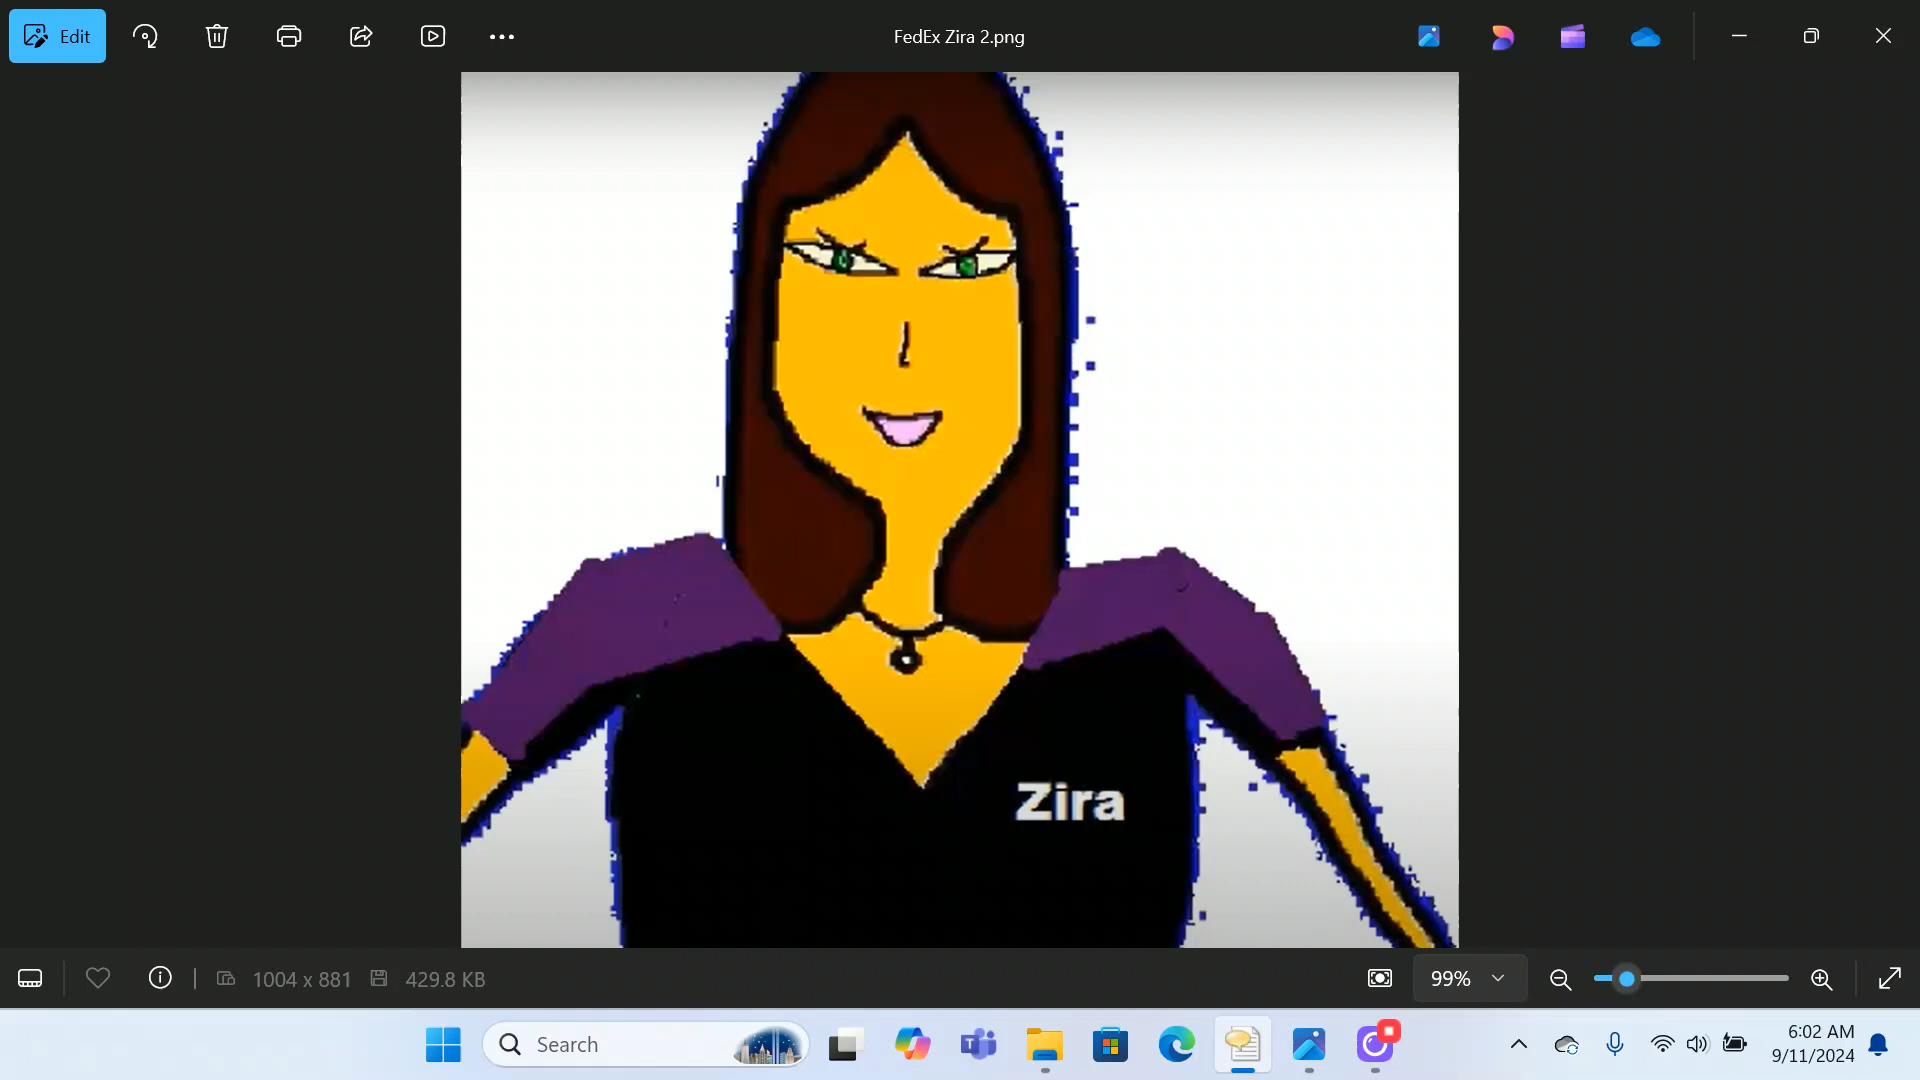 Edit
FedEx Zira 2.png
Zira
1004 x 881
429.8 KB
99%
Search
6:02 AM
9/11/2024